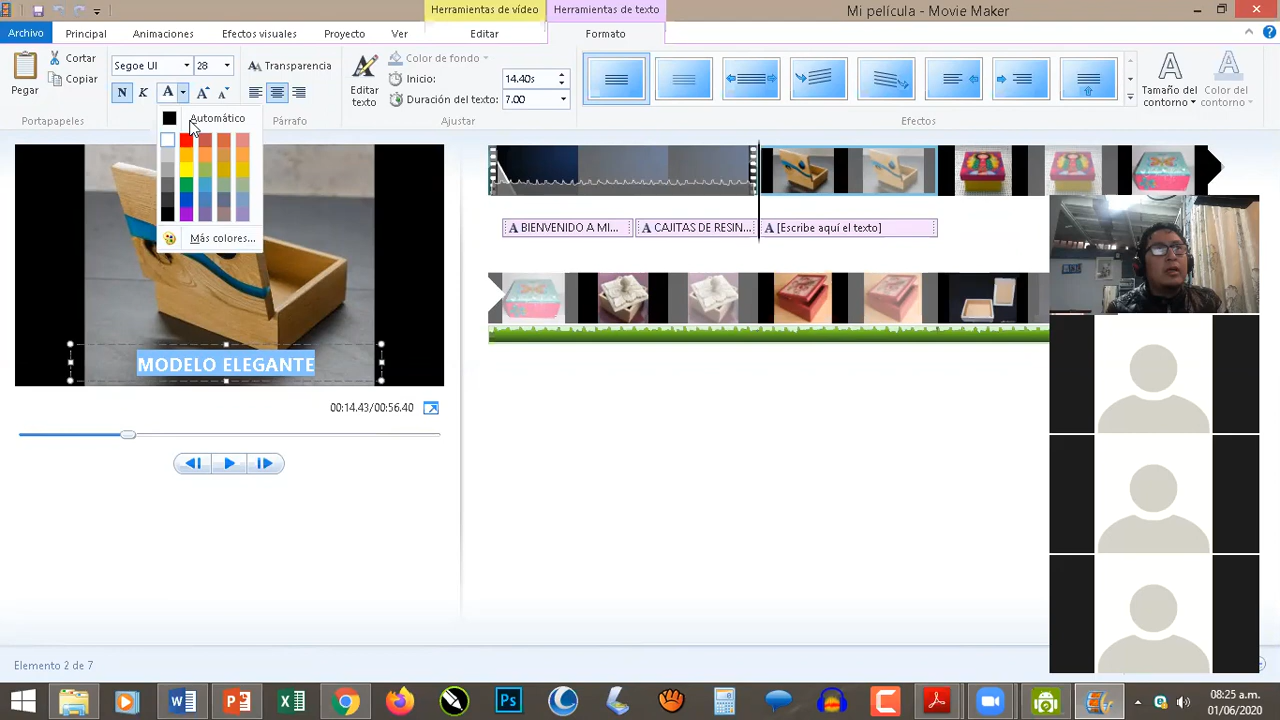 Herramientas de vídeo
Herramientas de texto
Mi película - Movie Maker
Archivo
Principal
Animaciones
Efectos visuales
Proyecto
Ver
Editar
Formato
Pegar
Cortar
Copiar
Portapapeles
Segoe UI
28
N K A A A
Automático
Más colores...
Transparencia
Párrafo
Editar
texto
Color de fondo
Inicio:
14.40s
Duración del texto:
7.00
Ajustar
Efectos
Tamaño del
contorno
Color del
contorno
MODELO ELEGANTE
00:14.43/00:56.40
A BIENVENIDO A MI...
A CAJITAS DE RESIN...
A [Escribe aquí el texto]
Elemento 2 de 7
Ps
08:25 a.m.
01/06/2020